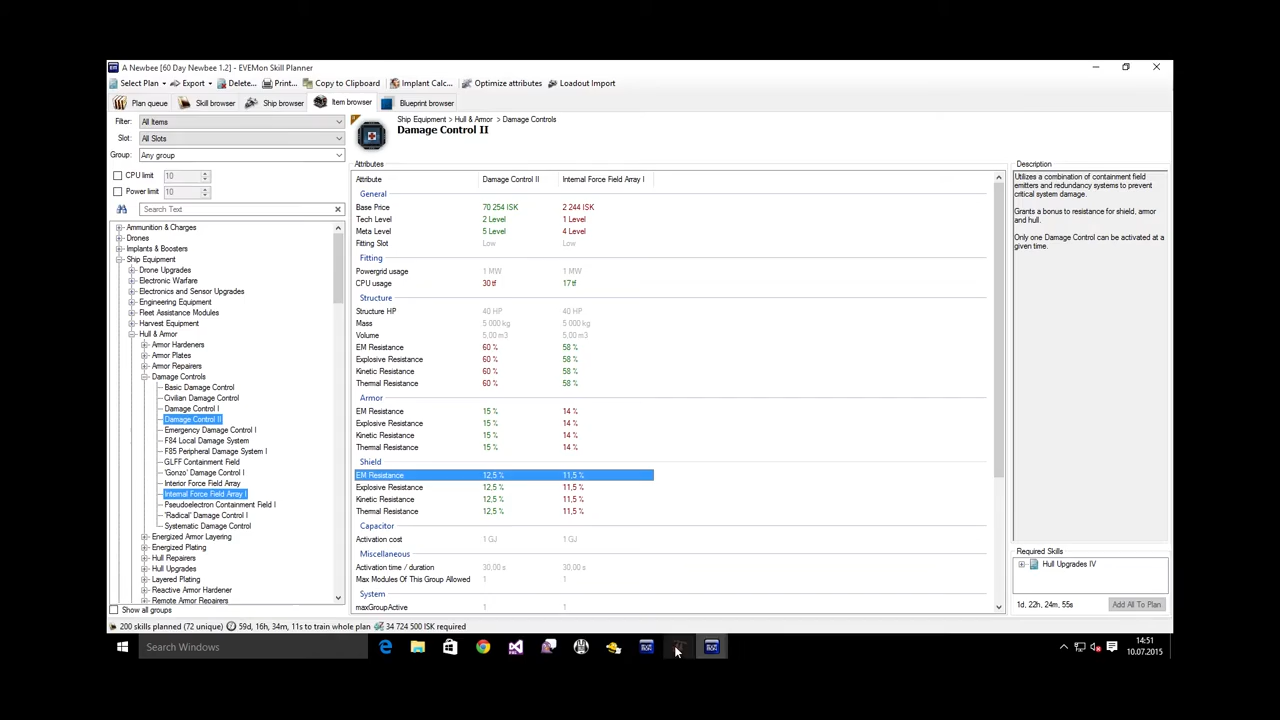 A Newbee [60 Day Newbee 1.2] - EVEMon Skill Planner
Select Plan Export Delete... Print... Copy to Clipboard Implant Calc... Optimize attributes Loadout Import
Plan queue Skill browser Ship browser Item browser Blueprint browser
Filter: All Items
Slot: All Slots
Group: Any group
CPU limit 10
Power limit 10
Search Text
Ammunition & Charges
Drones
Implants & Boosters
Ship Equipment
Drone Upgrades
Electronic Warfare
Electronics and Sensor Upgrades
Engineering Equipment
Fleet Assistance Modules
Harvest Equipment
Hull & Armor
Armor Hardeners
Armor Plates
Armor Repairers
Damage Controls
Basic Damage Control
Civilian Damage Control
Damage Control I
Damage Control II
Emergency Damage Control I
F84 Local Damage System
F85 Peripheral Damage System I
GLFF Containment Field
'Gonzo' Damage Control I
Interior Force Field Array
Internal Force Field Array I
Pseudoelectron Containment Field I
'Radical' Damage Control I
Systematic Damage Control
Energized Armor Layering
Energized Plating
Hull Repairers
Hull Upgrades
Layered Plating
Reactive Armor Hardener
Remote Armor Repairers
Show all groups
Ship Equipment > Hull & Armor > Damage Controls
Damage Control II
Attributes
Attribute Damage Control II Internal Force Field Array I
General
Base Price 70 254 ISK 2 244 ISK
Tech Level 2 Level 1 Level
Meta Level 5 Level 4 Level
Fitting Slot Low Low
Fitting
Powergrid usage 1 MW 1 MW
CPU usage 30 tf 17 tf
Structure
Structure HP 40 HP 40 HP
Mass 5 000 kg 5 000 kg
Volume 5,00 m3 5,00 m3
EM Resistance 60 % 58 %
Explosive Resistance 60 % 58 %
Kinetic Resistance 60 % 58 %
Thermal Resistance 60 % 58 %
Armor
EM Resistance 15 % 14 %
Explosive Resistance 15 % 14 %
Kinetic Resistance 15 % 14 %
Thermal Resistance 15 % 14 %
Shield
EM Resistance 12,5 % 11,5 %
Explosive Resistance 12,5 % 11,5 %
Kinetic Resistance 12,5 % 11,5 %
Thermal Resistance 12,5 % 11,5 %
Capacitor
Activation cost 1 GJ 1 GJ
Miscellaneous
Activation time / duration 30,00 s 30,00 s
Max Modules Of This Group Allowed 1 1
System
maxGroupActive 1 1
Description
Utilizes a combination of containment field
emitters and redundancy systems to prevent
critical system damage.
Grants a bonus to resistance for shield, armor
and hull.
Only one Damage Control can be activated at a
given time.
Required Skills
Hull Upgrades IV
1d, 22h, 24m, 55s Add All To Plan
200 skills planned (72 unique) 59d, 16h, 34m, 11s to train whole plan 34 724 500 ISK required
Search Windows
14:51
10.07.2015